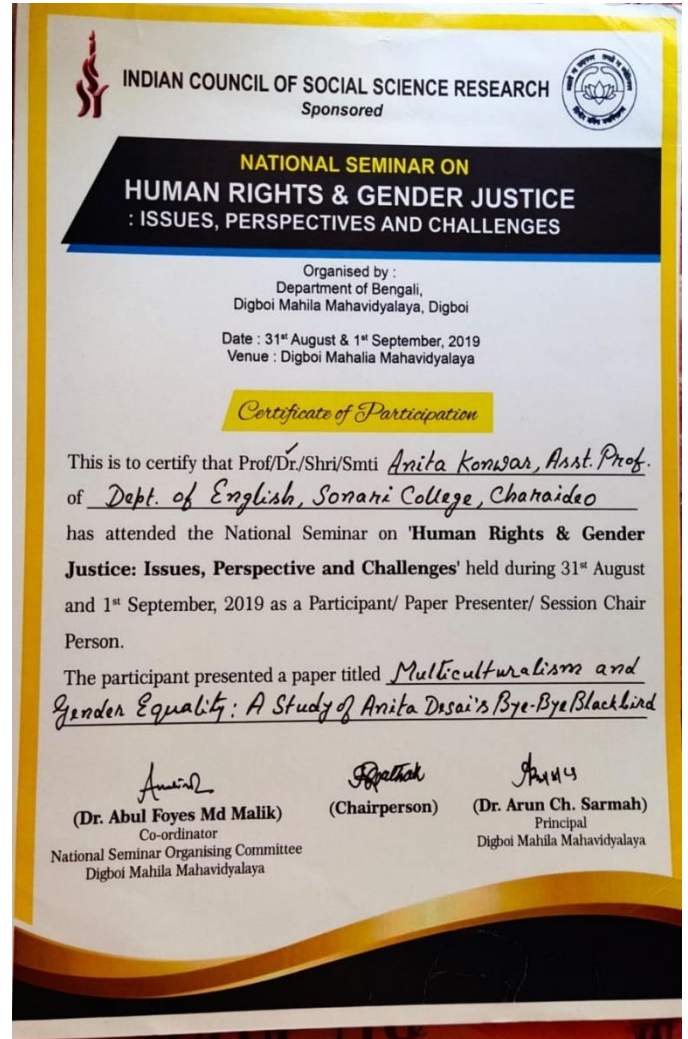 INDIAN COUNCIL OF SOCIAL SCIENCE RESEARCH
Sponsored
NATIONAL SEMINAR ON
HUMAN RIGHTS & GENDER JUSTICE
: ISSUES, PERSPECTIVES AND CHALLENGES
Organised by :
Department of Bengali,
Digboi Mahila Mahavidyalaya, Digboi
Date : 31st August & 1st September, 2019
Venue : Digboi Mahalia Mahavidyalaya
Certificate of Participation
This is to certify that Prof/Dr./Shri/Smti Anita Konwar, Asst. Prof.
of Dept. of English, Sonari College, Charaideo
has attended the National Seminar on 'Human Rights & Gender
Justice: Issues, Perspective and Challenges' held during 31st August
and 1st September, 2019 as a Participant/ Paper Presenter/ Session Chair
Person.
The participant presented a paper titled Multiculturalism and
Gender Equality: A Study of Anita Desai's Bye-Bye Blackbird
(Dr. Abul Foyes Md Malik)
Co-ordinator
National Seminar Organising Committee
Digboi Mahila Mahavidyalaya
(Chairperson)
(Dr. Arun Ch. Sarmah)
Principal
Digboi Mahila Mahavidyalaya